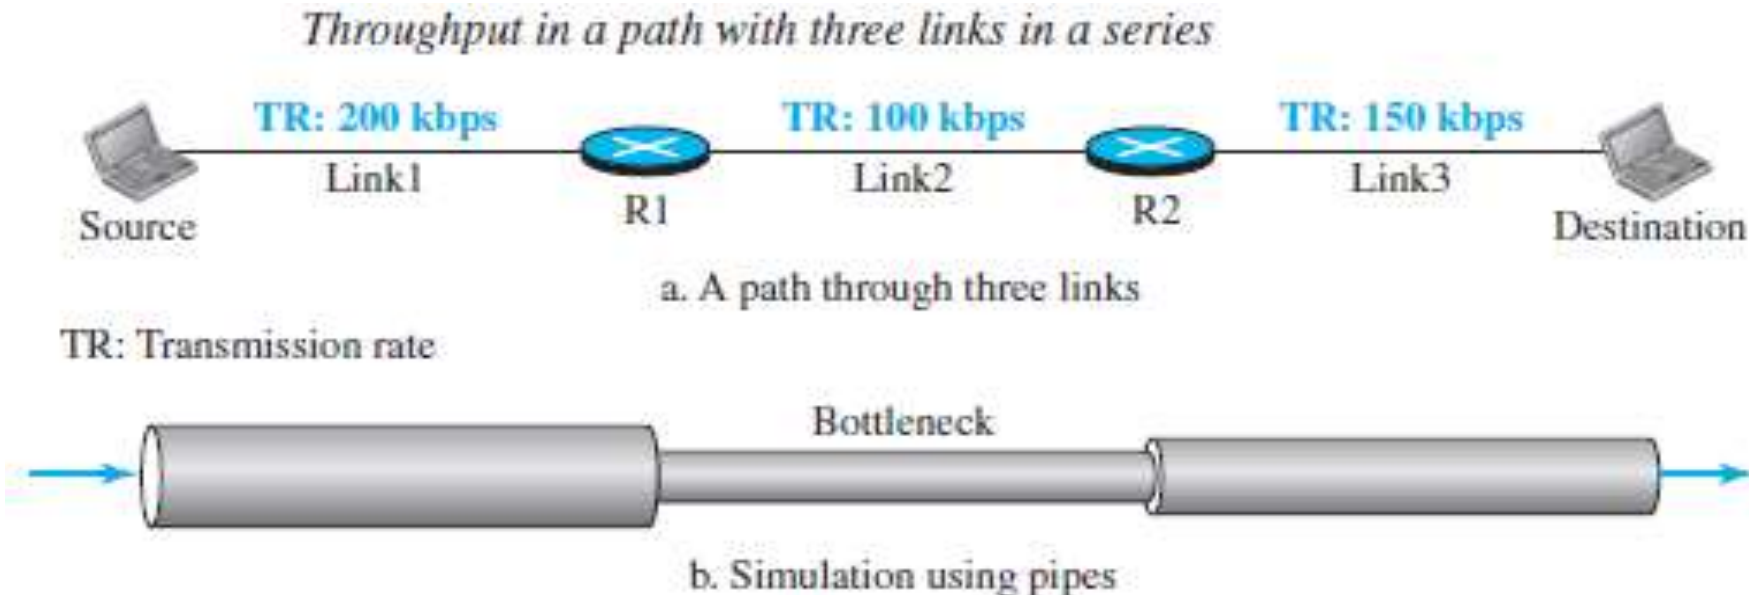 Throughput in a path with three links in a series
TR: 200 kbps TR: 100 kbps TR: 150 kbps
Link1 Link2 Link3
R1 R2
Source Destination
a. A path through three links
TR: Transmission rate
Bottleneck
b. Simulation using pipes